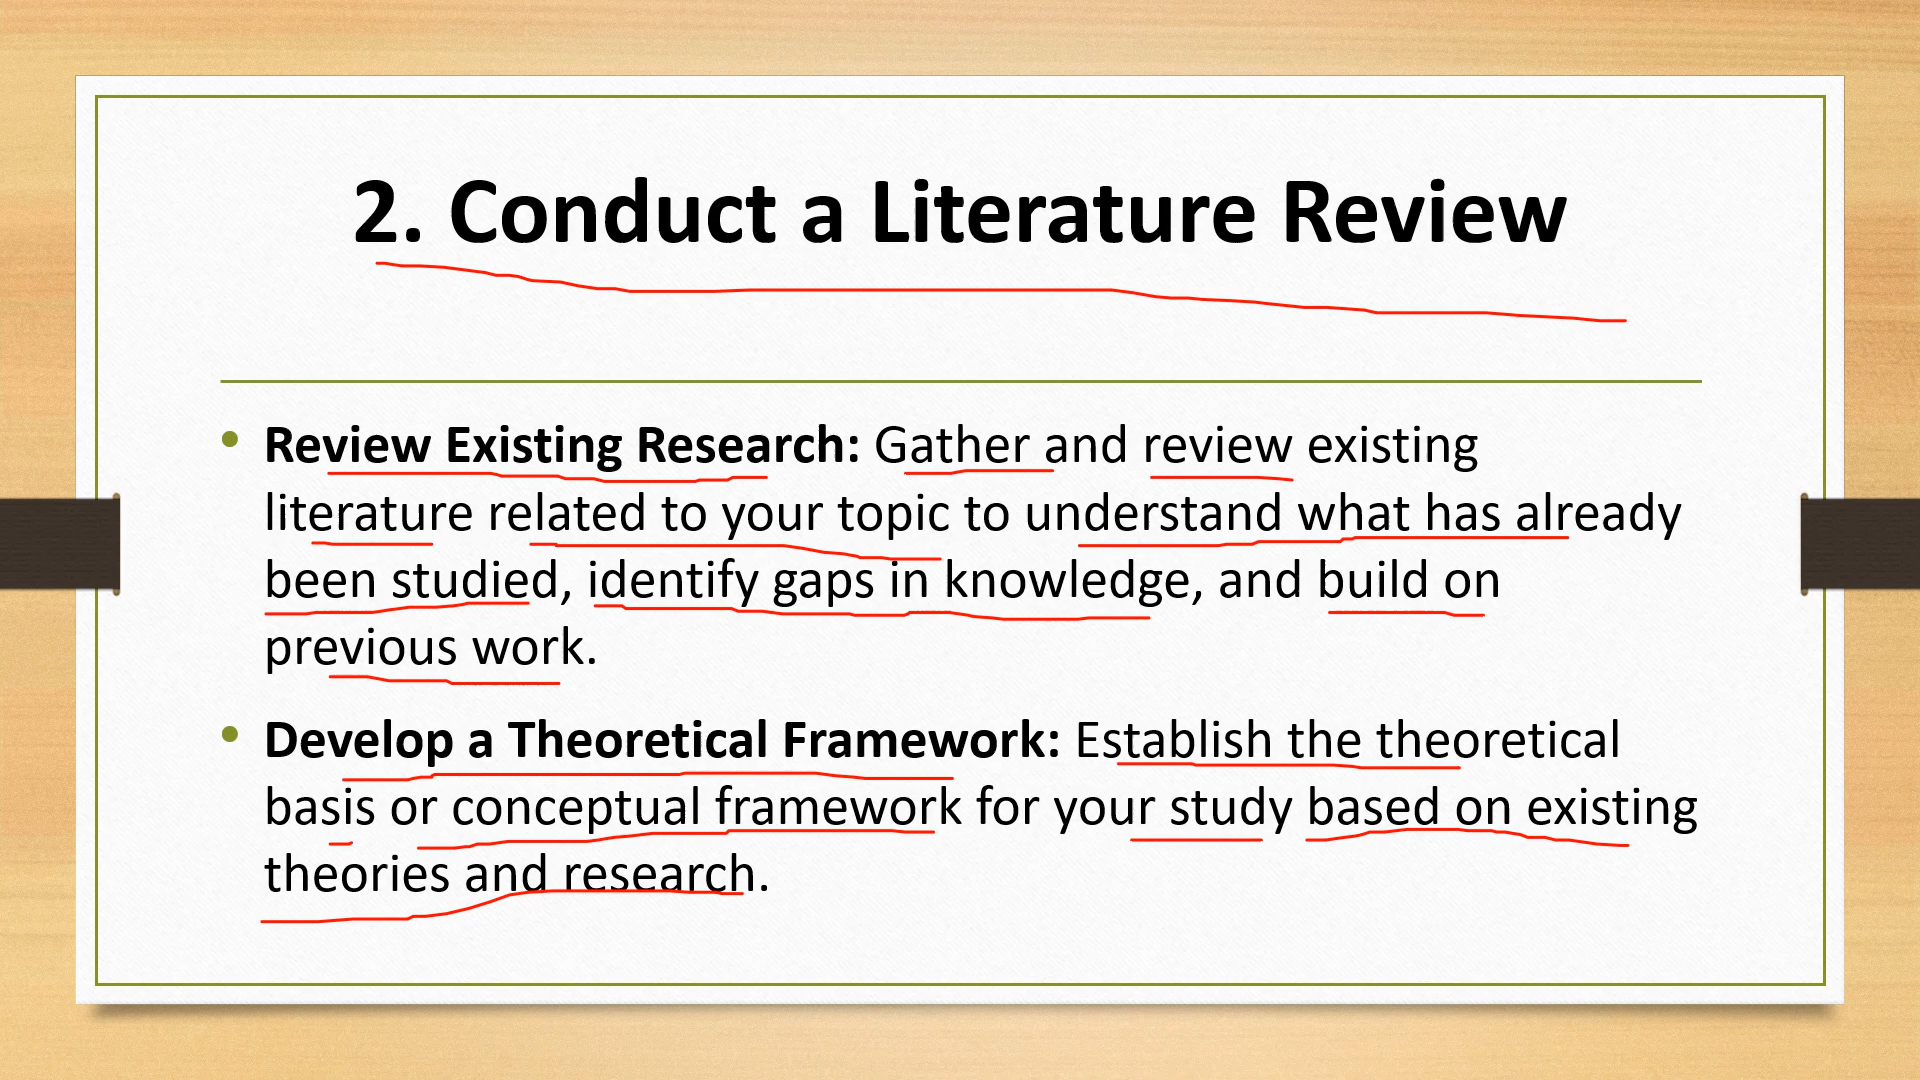 2. Conduct a Literature Review
• Review Existing Research: Gather and review existing
literature related to your topic to understand what has already
been studied, identify gaps in knowledge, and build on
previous work.
• Develop a Theoretical Framework: Establish the theoretical
basis or conceptual framework for your study based on existing
theories and research.